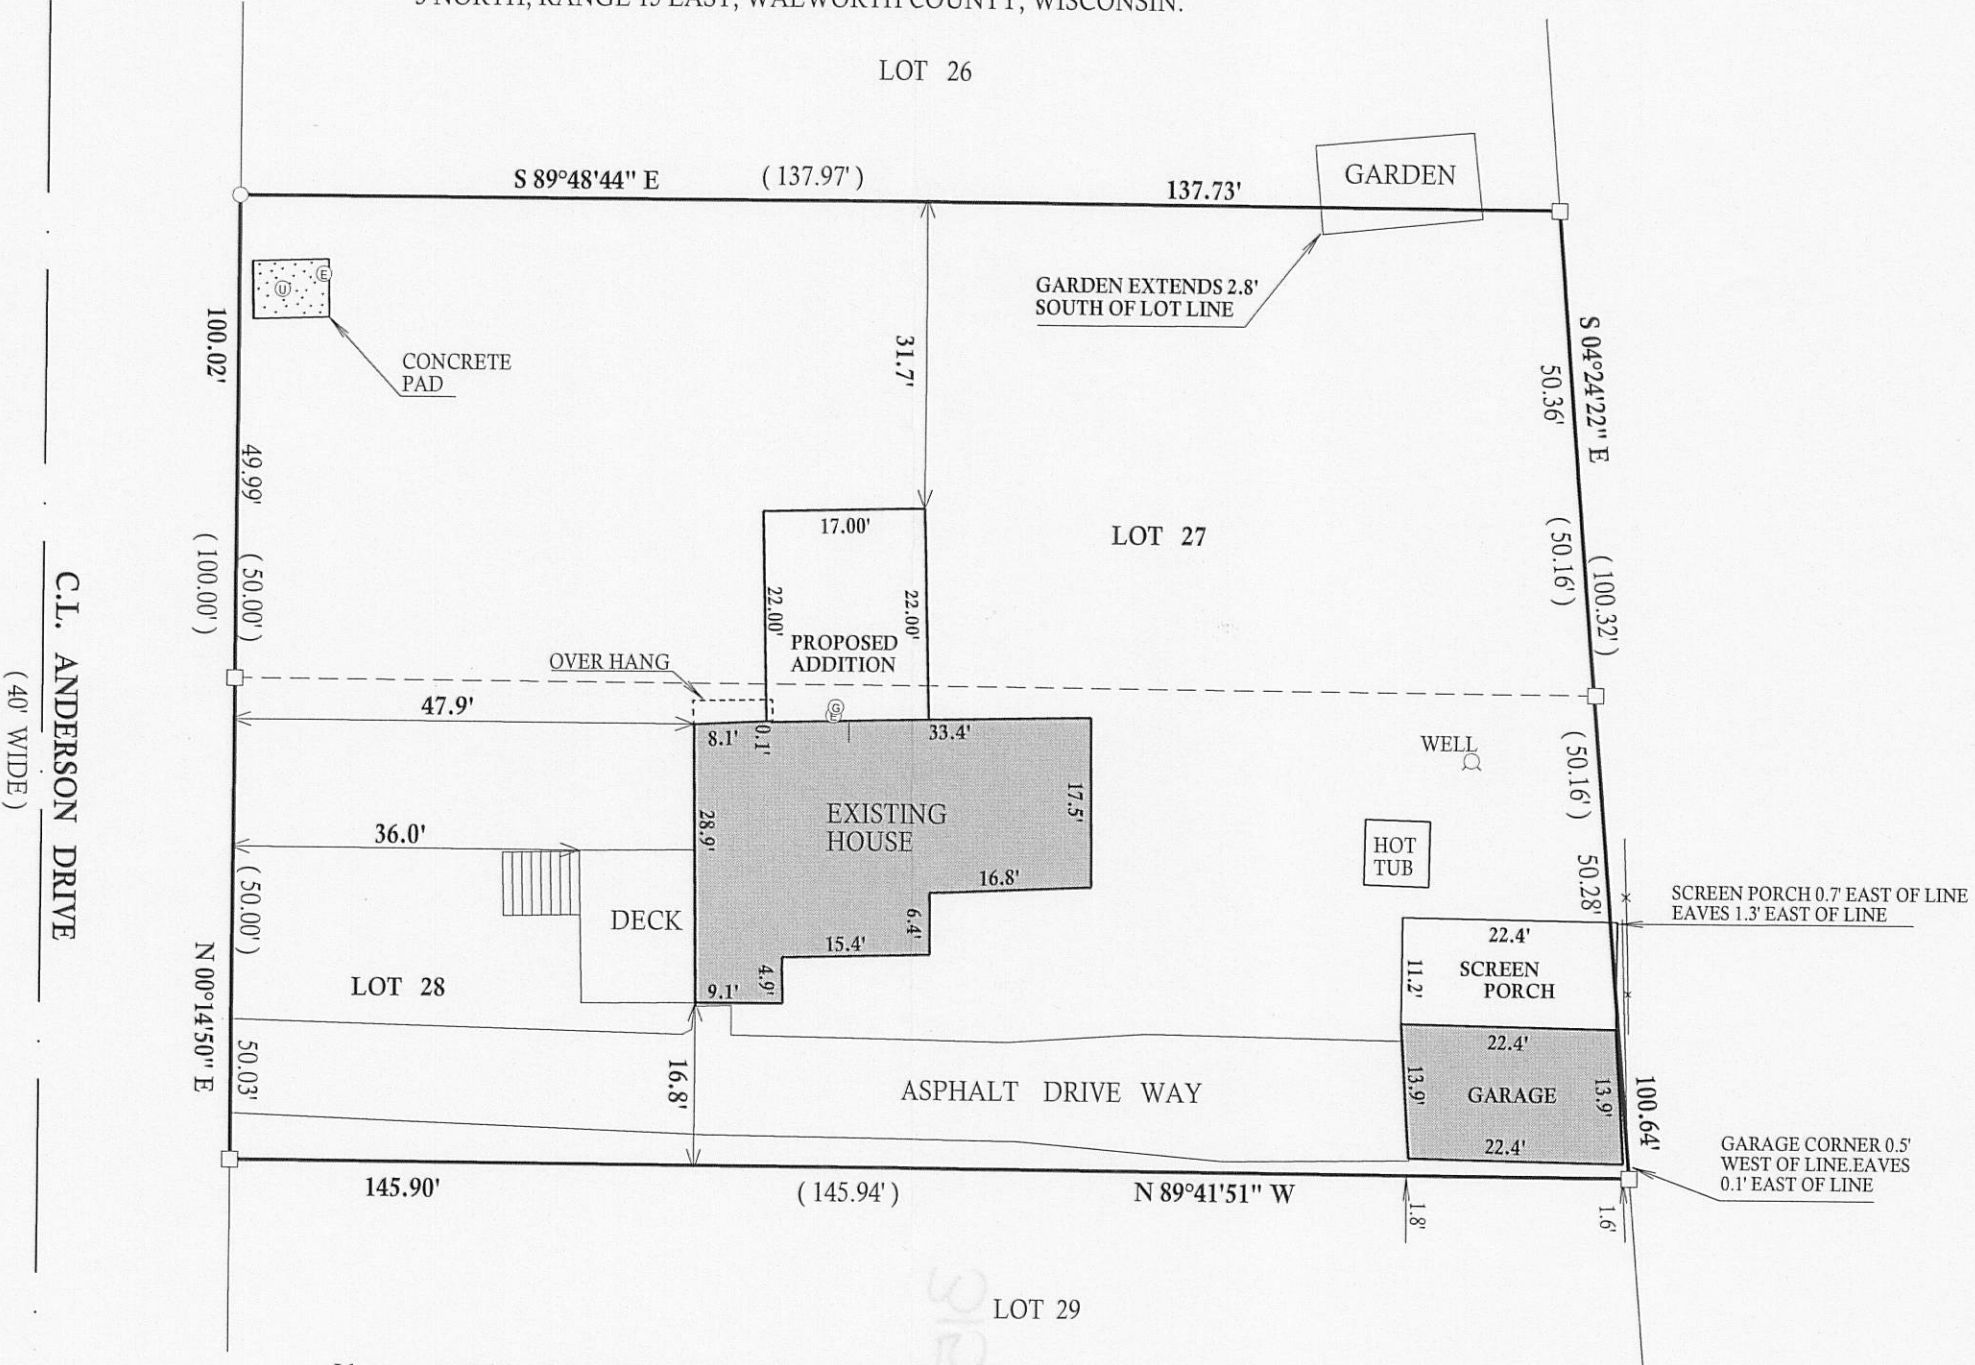 LOT 26
S 89°48'44" E
( 137.97' )
137.73'
GARDEN
GARDEN EXTENDS 2.8'
SOUTH OF LOT LINE
E
U
CONCRETE
PAD
100.02'
49.99'
( 50.00' )
( 100.00' )
31.7'
S 04°24'22" E
50.36'
( 50.16' )
( 100.32' )
LOT 27
17.00'
22.00'
22.00'
PROPOSED
ADDITION
OVER HANG
C.L. ANDERSON DRIVE
( 40' WIDE )
47.9'
8.1'
0.1'
G
E
33.4'
WELL
( 50.16' )
28.9'
EXISTING
HOUSE
17.5'
36.0'
HOT
TUB
50.28'
16.8'
6.4'
DECK
15.4'
4.9'
9.1'
( 50.00' )
LOT 28
N 00°14'50" E
50.03'
SCREEN PORCH 0.7' EAST OF LINE
EAVES 1.3' EAST OF LINE
22.4'
11.2'
SCREEN
PORCH
22.4'
16.8'
ASPHALT DRIVE WAY
13.9'
GARAGE
13.9'
22.4'
100.64'
GARAGE CORNER 0.5'
WEST OF LINE.EAVES
0.1' EAST OF LINE
145.90'
( 145.94' )
N 89°41'51" W
1.8'
1.6'
LOT 29